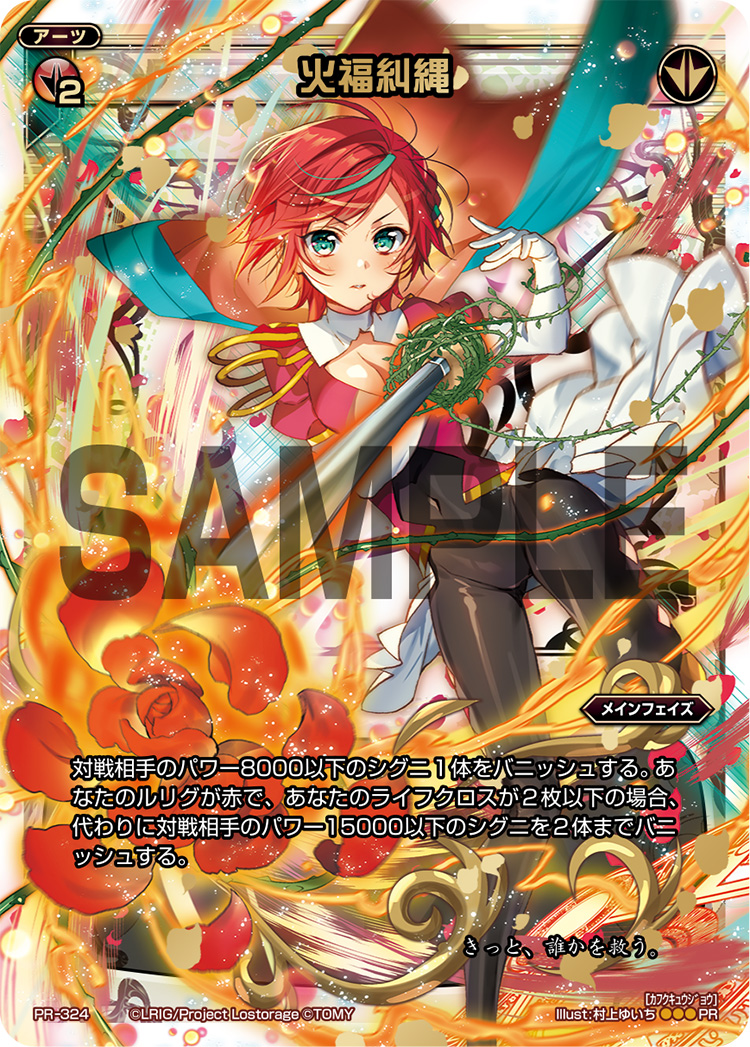 アーツ
火福糾縄
2
SAMPLE
メインフェイズ
対戦相手のパワー8000以下のシグニ１体をバニッシュする。あ
なたのルリグが赤で、あなたのライフクロスが２枚以下の場合、
代わりに対戦相手のパワー15000以下のシグニを２体までバニ
ッシュする。
きっと、誰かを救う。
[カフクキュウジョウ]
PR-324 ©LRIG/Project Lostorage ©TOMY Illust:村上ゆいち PR